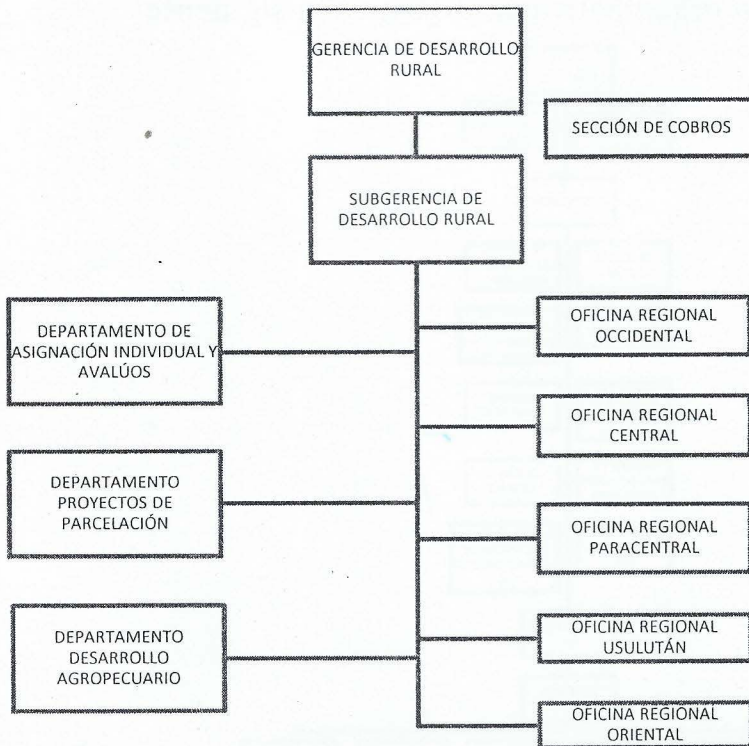 GERENCIA DE DESARROLLO
RURAL
SECCIÓN DE COBROS
SUBGERENCIA DE
DESARROLLO RURAL
DEPARTAMENTO DE
ASIGNACIÓN INDIVIDUAL Y
AVALÚOS
DEPARTAMENTO
PROYECTOS DE
PARCELACIÓN
DEPARTAMENTO
DESARROLLO
AGROPECUARIO
OFICINA REGIONAL
OCCIDENTAL
OFICINA REGIONAL
CENTRAL
OFICINA REGIONAL
PARACENTRAL
OFICINA REGIONAL
USULUTÁN
OFICINA REGIONAL
ORIENTAL